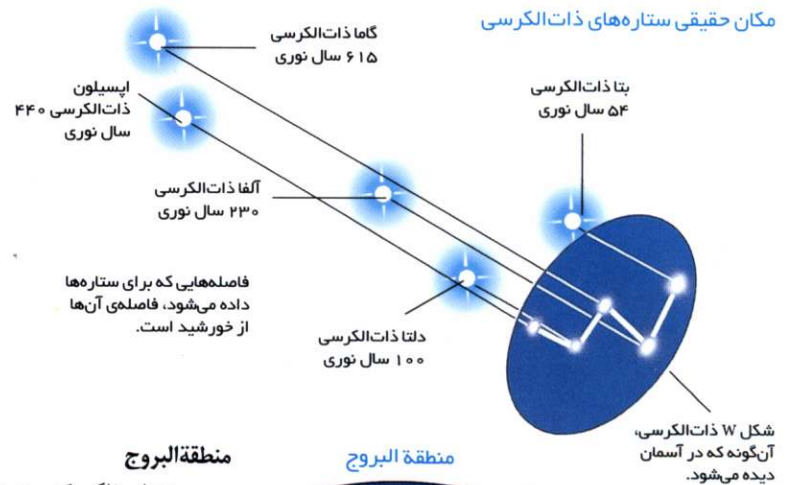 مکان حقیقی ستاره‌های ذات‌الکرسی
گاما ذات‌الکرسی
۶۱۵ سال نوری
اپسیلون
ذات‌الکرسی ۴۴۰
سال نوری
بتا ذات‌الکرسی
۵۴ سال نوری
آلفا ذات‌الکرسی
۲۳۰ سال نوری
فاصله‌هایی که برای ستاره‌ها
داده می‌شود، فاصله‌ی آن‌ها
از خورشید است.
دلتا ذات‌الکرسی
۱۰۰ سال نوری
شکل W ذات‌الکرسی،
آن‌گونه که در آسمان
دیده می‌شود.
منطقة البروج
منطقةالبروج